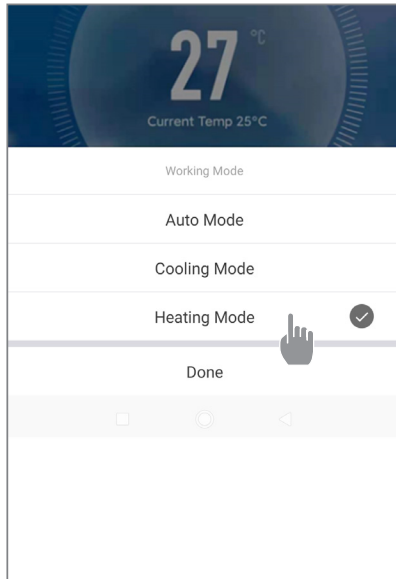 27 °C
Current Temp 25°C
Working Mode
Auto Mode
Cooling Mode
Heating Mode
Done